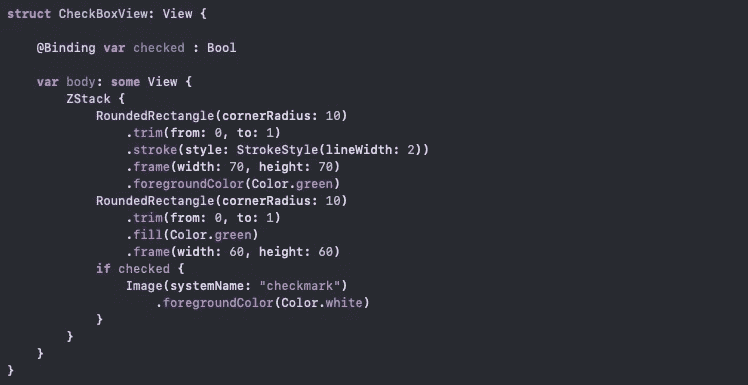 struct CheckBoxView: View {
@Binding var checked : Bool
var body: some View {
ZStack {
RoundedRectangle(cornerRadius: 10)
.trim(from: 0, to: 1)
.stroke(style: StrokeStyle(lineWidth: 2))
.frame(width: 70, height: 70)
.foregroundColor(Color.green)
RoundedRectangle(cornerRadius: 10)
.trim(from: 0, to: 1)
.fill(Color.green)
.frame(width: 60, height: 60)
if checked {
Image(systemName: "checkmark")
.foregroundColor(Color.white)
}
}
}
}